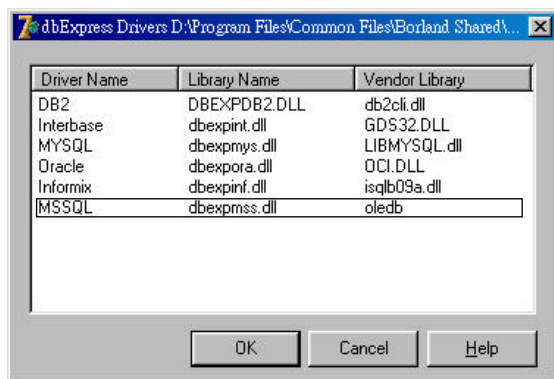 dbExpress Drivers D:\Program Files\Common Files\Borland Shared\...
Driver Name Library Name Vendor Library
DB2 DBEXPDB2.DLL db2cli.dll
Interbase dbexpint.dll GDS32.DLL
MYSQL dbexpmys.dll LIBMYSQL.dll
Oracle dbexpora.dll OCI.DLL
Informix dbexpinf.dll isqlb09a.dll
MSSQL dbexpmss.dll oledb
OK Cancel Help